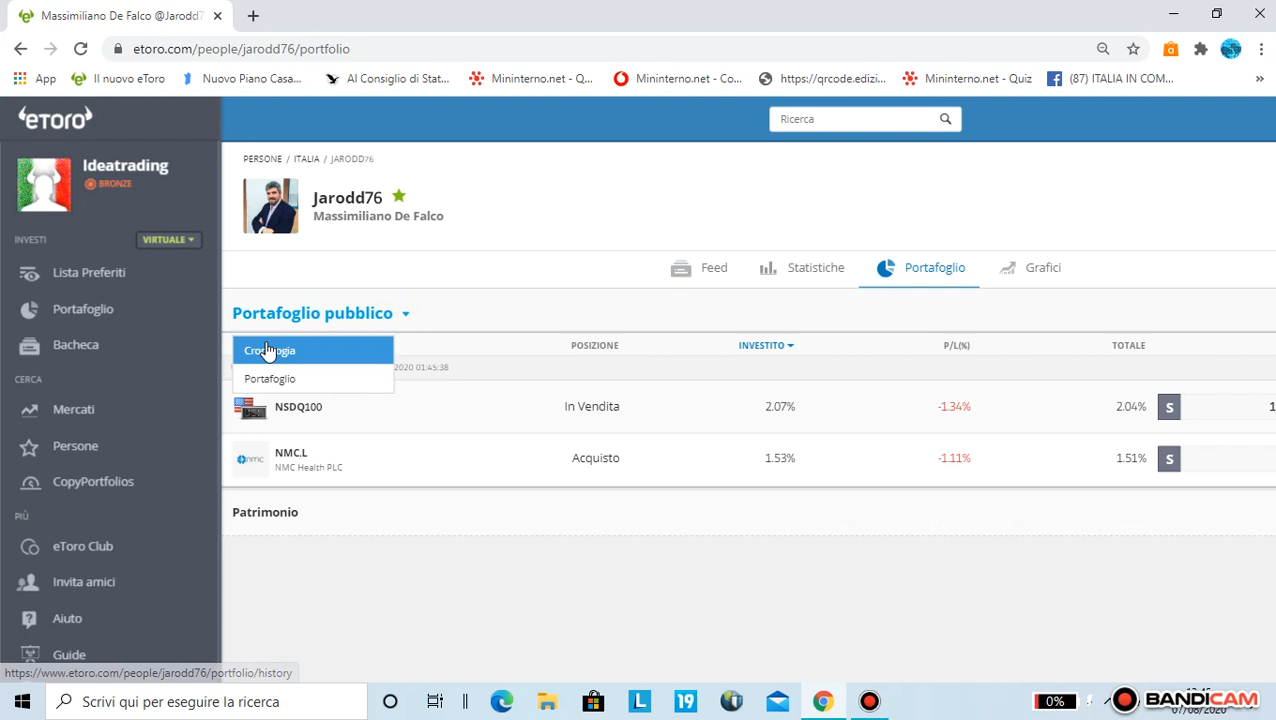 Massimiliano De Falco @Jarodd7
etoro.com/people/jarodd76/portfolio
App
Il nuovo eToro
Nuovo Piano Casa...
Al Consiglio di Stat...
Mininterno.net - Q...
Mininterno.net - Co...
https://qrcode.edizi...
Mininterno.net - Quiz
(87) ITALIA IN COM...
»
eTORO
Ricerca
Ideatrading
BRONZE
PERSONE / ITALIA / JARODD76
Jarodd76
Massimiliano De Falco
INVESTI
VIRTUALE
Lista Preferiti
Portafoglio
Bacheca
CERCA
Mercati
Persone
CopyPortfolios
PIÙ
eToro Club
Invita amici
Aiuto
Guide
Feed
Statistiche
Portafoglio
Grafici
Portafoglio pubblico
Portafoglio
POSIZIONE
INVESTITO
P/L(%)
TOTALE
2020 01:45:38
NSDQ100
In Vendita
2.07%
-1.34%
2.04%
S
1
NMC.L
NMC Health PLC
Acquisto
1.53%
-1.11%
1.51%
S
Patrimonio
https://www.etoro.com/people/jarodd76/portfolio/history
Scrivi qui per eseguire la ricerca
L
19
0%
07/08/2020
BANDICAM